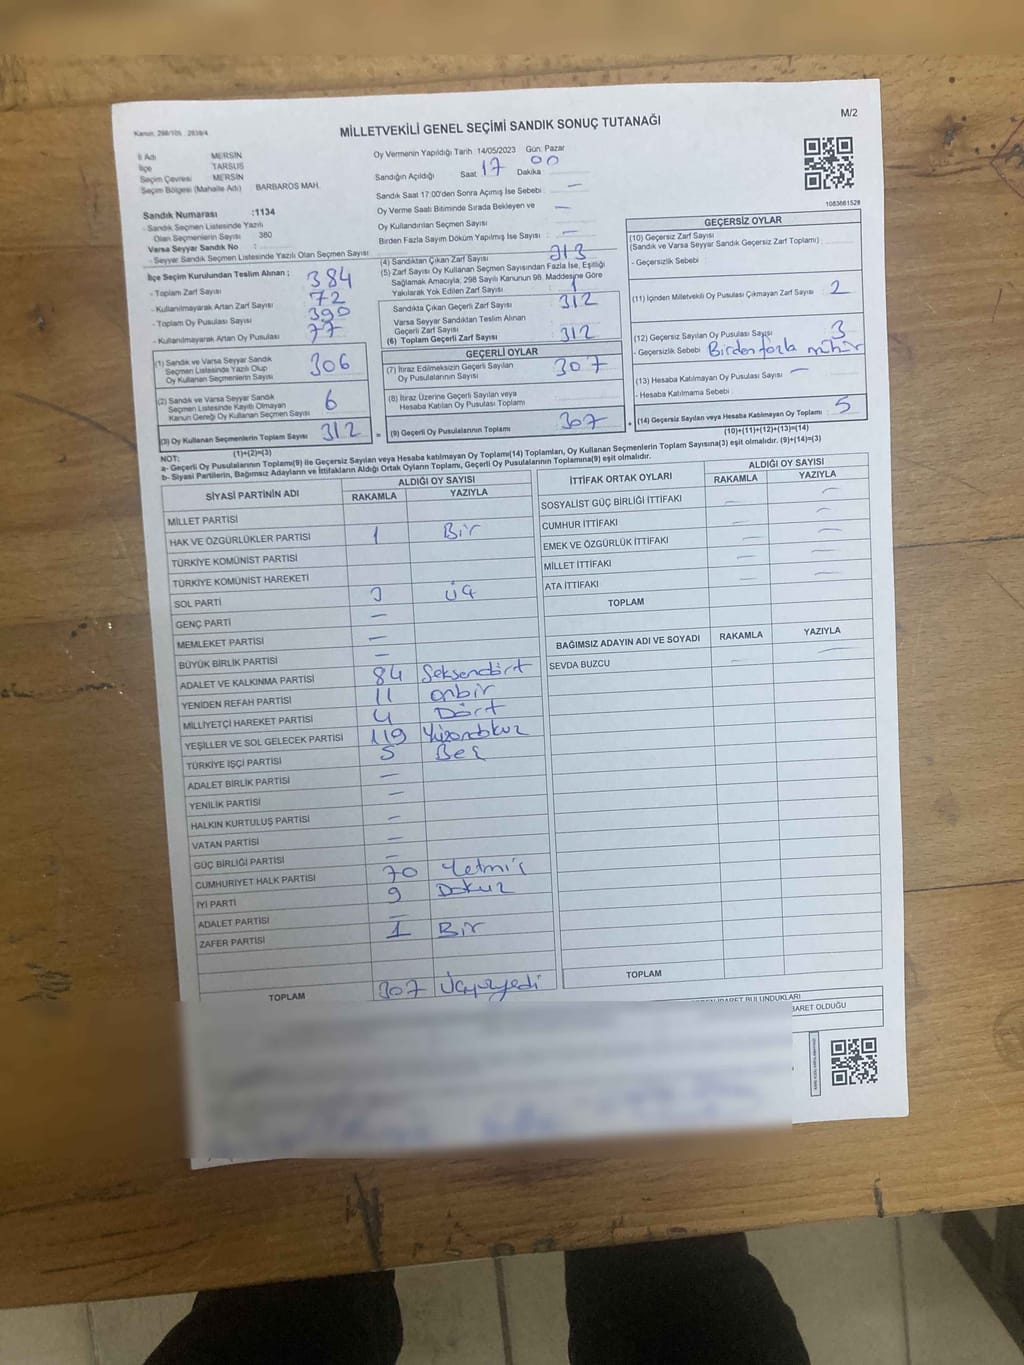 Kanun: 298/105 : 2839/4
MİLLETVEKİLİ GENEL SEÇİMİ SANDIK SONUÇ TUTANAĞI
M/2
İl Adı MERSİN
İlçe TARSUS
Seçim Çevresi MERSİN
Seçim Bölgesi (Mahalle Adı) BARBAROS MAH.
Oy Vermenin Yapıldığı Tarih 14/05/2023 Gün: Pazar
Sandığın Açıldığı Saat 17 Dakika 00
Sandık Saat 17:00'den Sonra Açımış İse Sebebi : —
Oy Verme Saati Bitiminde Sırada Bekleyen ve
Oy Kullandırılan Seçmen Sayısı : —
Birden Fazla Sayım Döküm Yapılmış İse Sayısı : —
1083661528
Sandık Numarası :1134
- Sandık Seçmen Listesinde Yazılı
Olan Seçmenlerin Sayısı 380
Varsa Seyyar Sandık No :
- Seyyar Sandık Seçmen Listesinde Yazılı Olan Seçmen Sayısı
İlçe Seçim Kurulundan Teslim Alınan ;
- Toplam Zarf Sayısı 384
- Kullanılmayarak Artan Zarf Sayısı 72
- Toplam Oy Pusulası Sayısı 390
- Kullanılmayarak Artan Oy Pusulası 77
(1) Sandık ve Varsa Seyyar Sandık
Seçmen Listesinde Yazılı Olup
Oy Kullanan Seçmenlerin Sayısı 306
(2) Sandık ve Varsa Seyyar Sandık
Seçmen Listesinde Kayıtlı Olmayan
Kanun Gereği Oy Kullanan Seçmen Sayısı 6
(3) Oy Kullanan Seçmenlerin Toplam Sayısı 312
(1)+(2)=(3)
(4) Sandıktan Çıkan Zarf Sayısı 313
(5) Zarf Sayısı Oy Kullanan Seçmen Sayısından Fazla İse, Eşitliği
Sağlamak Amacıyla, 298 Sayılı Kanunun 98. Maddesine Göre
Yakılarak Yok Edilen Zarf Sayısı : 1
Sandıkta Çıkan Geçerli Zarf Sayısı 312
Varsa Seyyar Sandıktan Teslim Alınan
Geçerli Zarf Sayısı
(6) Toplam Geçerli Zarf Sayısı 312
GEÇERLİ OYLAR
(7) İtiraz Edilmeksizin Geçerli Sayılan
Oy Pusulalarının Sayısı 307
(8) İtiraz Üzerine Geçerli Sayılan veya
Hesaba Katılan Oy Pusulası Toplamı
= (9) Geçerli Oy Pusulalarının Toplamı 307
GEÇERSİZ OYLAR
(10) Geçersiz Zarf Sayısı
(Sandık ve Varsa Seyyar Sandık Geçersiz Zarf Toplamı) :
- Geçersizlik Sebebi :
(11) İçinden Milletvekili Oy Pusulası Çıkmayan Zarf Sayısı 2
(12) Geçersiz Sayılan Oy Pusulası Sayısı 3
- Geçersizlik Sebebi Birden fazla mühür
(13) Hesaba Katılmayan Oy Pusulası Sayısı —
- Hesaba Katılmama Sebebi :
+ (14) Geçersiz Sayılan veya Hesaba Katılmayan Oy Toplamı 5
(10)+(11)+(12)+(13)=(14)
NOT:
a- Geçerli Oy Pusulalarının Toplamı(9) ile Geçersiz Sayılan veya Hesaba katılmayan Oy Toplamı(14) Toplamları, Oy Kullanan Seçmenlerin Toplam Sayısına(3) eşit olmalıdır. (9)+(14)=(3)
b- Siyasi Partilerin, Bağımsız Adayların ve İttifakların Aldığı Ortak Oyların Toplamı, Geçerli Oy Pusulalarının Toplamına(9) eşit olmalıdır.
SİYASİ PARTİNİN ADI ALDIĞI OY SAYISI
RAKAMLA YAZIYLA
MİLLET PARTİSİ
HAK VE ÖZGÜRLÜKLER PARTİSİ 1 Bir
TÜRKİYE KOMÜNİST PARTİSİ
TÜRKİYE KOMÜNİST HAREKETİ
SOL PARTİ 3 üç
GENÇ PARTİ —
MEMLEKET PARTİSİ —
BÜYÜK BİRLİK PARTİSİ —
ADALET VE KALKINMA PARTİSİ 84 Seksendört
YENİDEN REFAH PARTİSİ 11 onbir
MİLLİYETÇİ HAREKET PARTİSİ 4 Dört
YEŞİLLER VE SOL GELECEK PARTİSİ 119 Yüzondokuz
TÜRKİYE İŞÇİ PARTİSİ 5 Beş
ADALET BİRLİK PARTİSİ —
YENİLİK PARTİSİ —
HALKIN KURTULUŞ PARTİSİ —
VATAN PARTİSİ —
GÜÇ BİRLİĞİ PARTİSİ —
CUMHURİYET HALK PARTİSİ 70 Yetmiş
İYİ PARTİ 9 Dokuz
ADALET PARTİSİ —
ZAFER PARTİSİ 1 Bir
TOPLAM 307 Üçyüzyedi
İTTİFAK ORTAK OYLARI ALDIĞI OY SAYISI
RAKAMLA YAZIYLA
SOSYALİST GÜÇ BİRLİĞİ İTTİFAKI — —
CUMHUR İTTİFAKI — —
EMEK VE ÖZGÜRLÜK İTTİFAKI — —
MİLLET İTTİFAKI — —
ATA İTTİFAKI — —
TOPLAM
BAĞIMSIZ ADAYIN ADI VE SOYADI RAKAMLA YAZIYLA
SEVDA BUZCU — —
TOPLAM
BULUNDUKLARI
BARET OLDUĞU